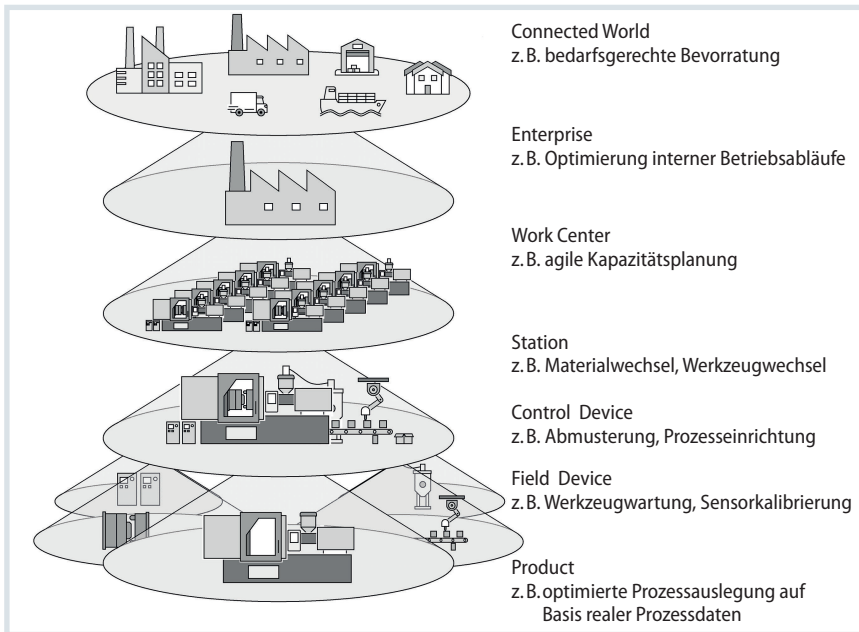 Connected World
z.B. bedarfsgerechte Bevorratung
Enterprise
z.B. Optimierung interner Betriebsabläufe
Work Center
z.B. agile Kapazitätsplanung
Station
z.B. Materialwechsel, Werkzeugwechsel
Control Device
z.B. Abmusterung, Prozesseinrichtung
Field Device
z.B. Werkzeugwartung, Sensorkalibrierung
Product
z.B. optimierte Prozessauslegung auf
Basis realer Prozessdaten